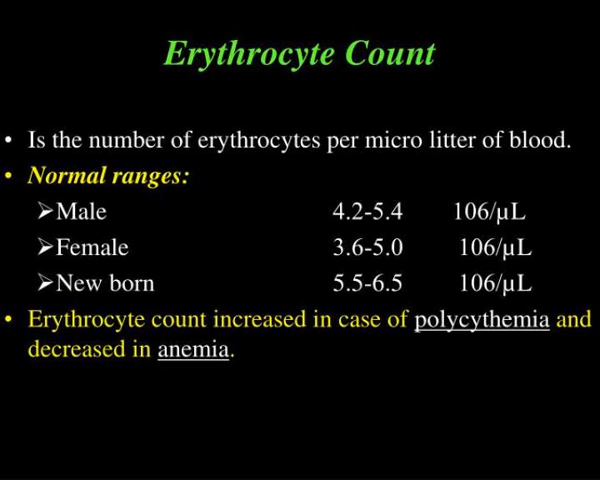 Erythrocyte Count
• Is the number of erythrocytes per micro litter of blood.
• Normal ranges:
➢Male 4.2-5.4 106/µL
➢Female 3.6-5.0 106/µL
➢New born 5.5-6.5 106/µL
• Erythrocyte count increased in case of polycythemia and
decreased in anemia.